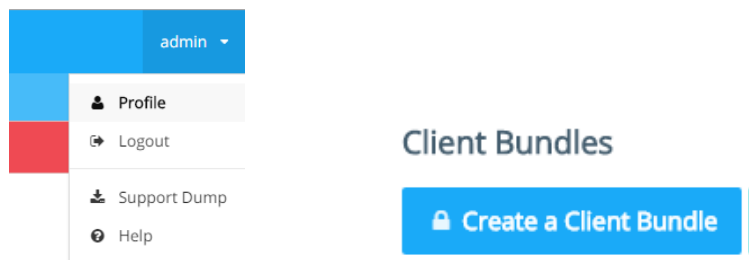 admin
Profile
Logout
Support Dump
Help
Client Bundles
Create a Client Bundle